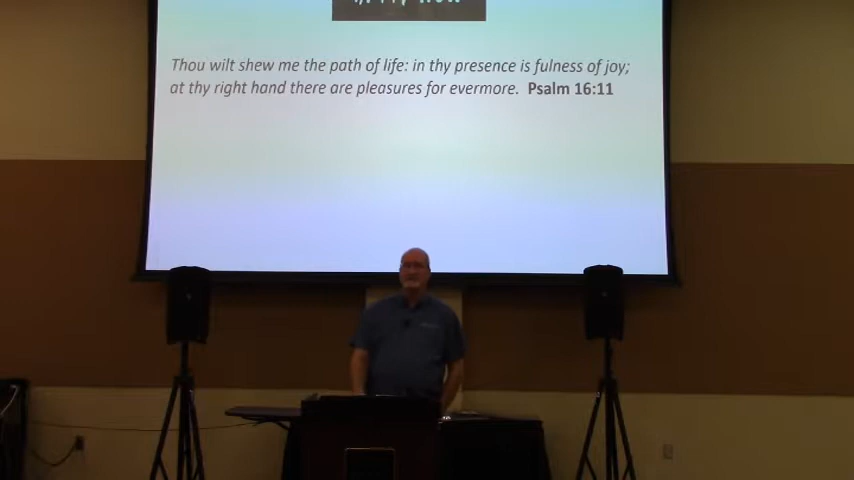 Thou wilt shew me the path of life: in thy presence is fulness of joy;
at thy right hand there are pleasures for evermore. Psalm 16:11